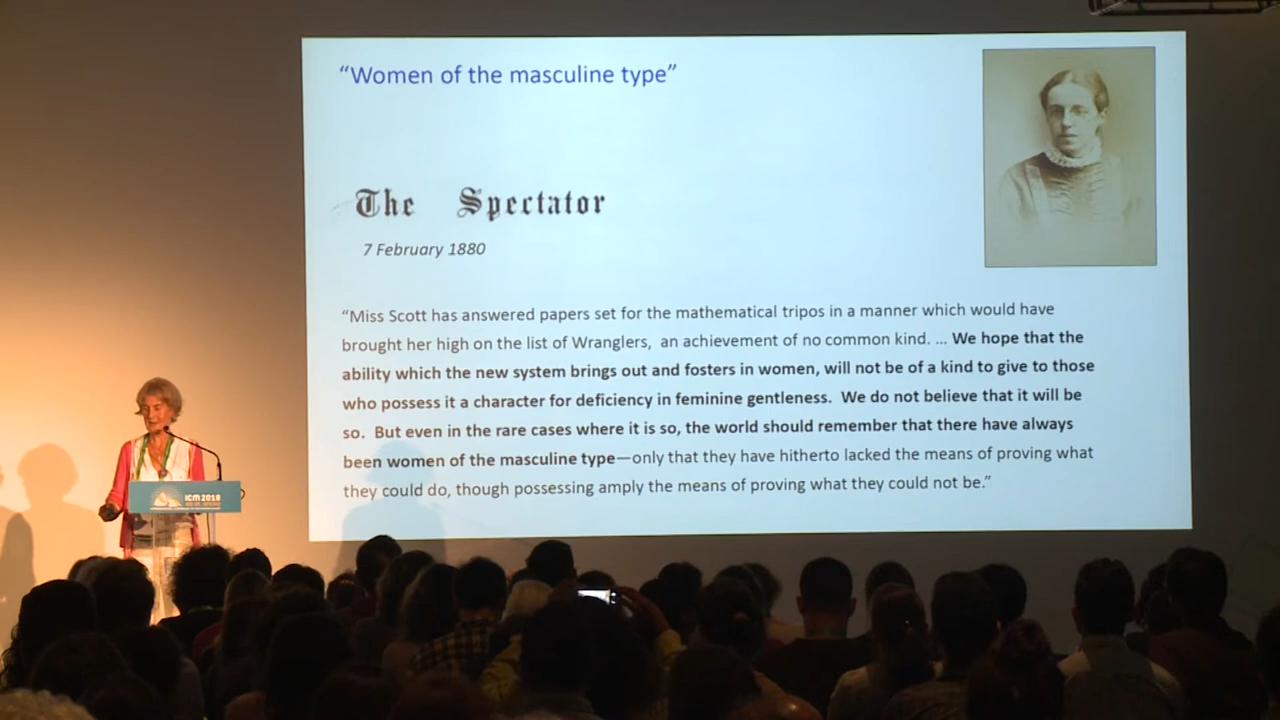 “Women of the masculine type”
The Spectator
7 February 1880
“Miss Scott has answered papers set for the mathematical tripos in a manner which would have
brought her high on the list of Wranglers, an achievement of no common kind. ... We hope that the
ability which the new system brings out and fosters in women, will not be of a kind to give to those
who possess it a character for deficiency in feminine gentleness. We do not believe that it will be
so. But even in the rare cases where it is so, the world should remember that there have always
been women of the masculine type—only that they have hitherto lacked the means of proving what
they could do, though possessing amply the means of proving what they could not be.”
ICM 2018